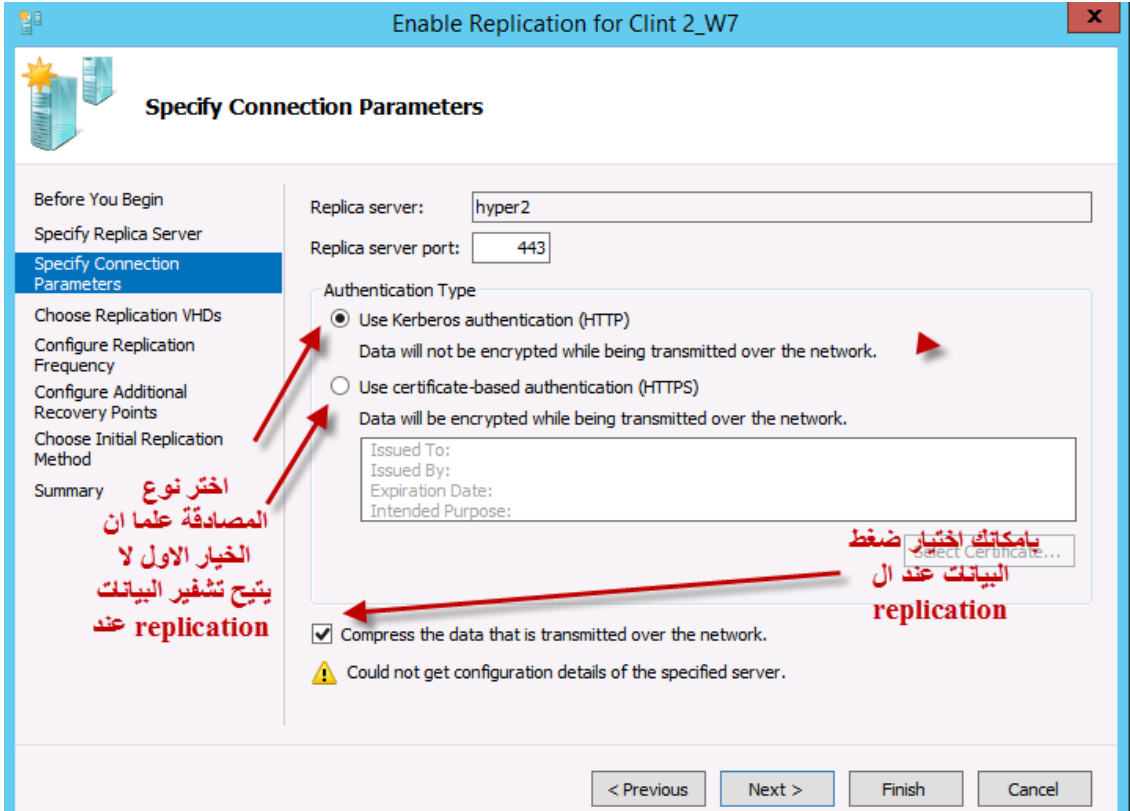 Enable Replication for Clint 2_W7
x
Specify Connection Parameters
Before You Begin
Specify Replica Server
Specify Connection
Parameters
Choose Replication VHDs
Configure Replication
Frequency
Configure Additional
Recovery Points
Choose Initial Replication
Method
Summary
Replica server: hyper2
Replica server port: 443
Authentication Type
Use Kerberos authentication (HTTP)
Data will not be encrypted while being transmitted over the network.
Use certificate-based authentication (HTTPS)
Data will be encrypted while being transmitted over the network.
Issued To:
Issued By:
Expiration Date:
Intended Purpose:
Select Certificate...
اختر نوع
المصادقة علما ان
الخيار الاول لا
يتيح تشفير البيانات
عند replication
بامكانك اختيار ضغط
البيانات عند ال
replication
Compress the data that is transmitted over the network.
Could not get configuration details of the specified server.
< Previous
Next >
Finish
Cancel